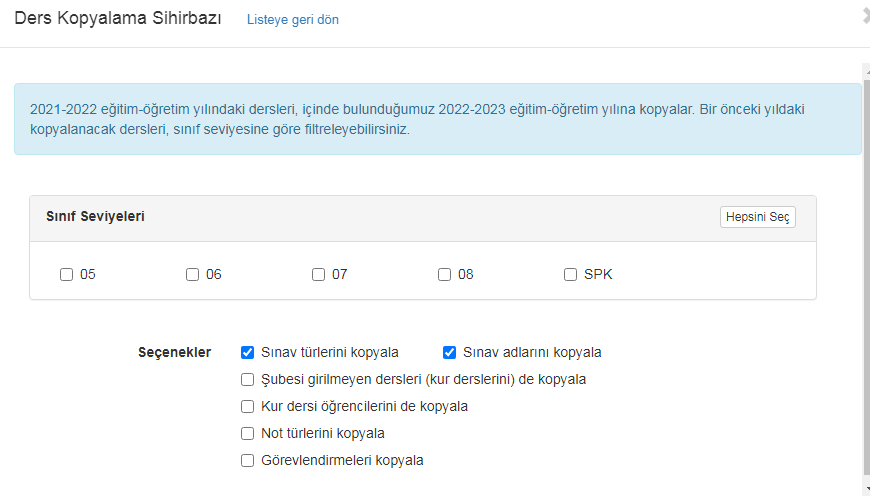 Ders Kopyalama Sihirbazı Listeye geri dön
2021-2022 eğitim-öğretim yılındaki dersleri, içinde bulunduğumuz 2022-2023 eğitim-öğretim yılına kopyalar. Bir önceki yıldaki
kopyalanacak dersleri, sınıf seviyesine göre filtreleyebilirsiniz.
Sınıf Seviyeleri Hepsini Seç
05 06 07 08 SPK
Seçenekler Sınav türlerini kopyala Sınav adlarını kopyala
Şubesi girilmeyen dersleri (kur derslerini) de kopyala
Kur dersi öğrencilerini de kopyala
Not türlerini kopyala
Görevlendirmeleri kopyala